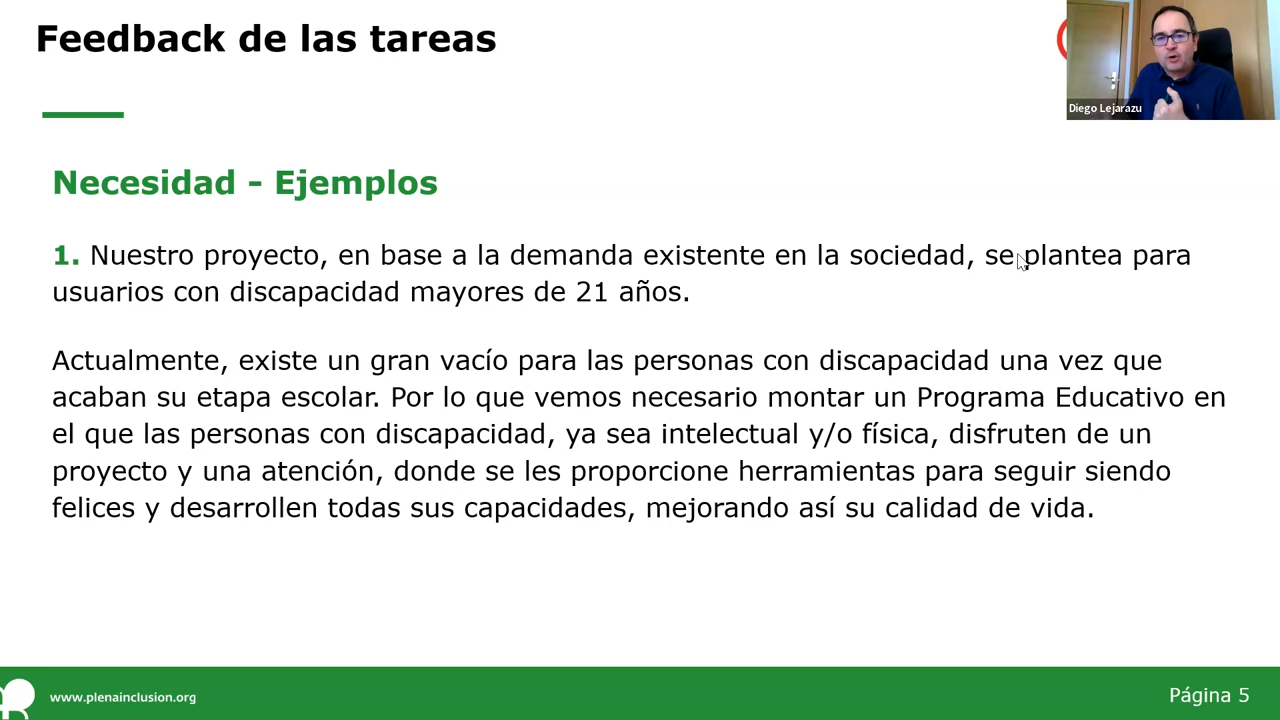 Feedback de las tareas
Diego Lejarazu
Necesidad - Ejemplos
1. Nuestro proyecto, en base a la demanda existente en la sociedad, se plantea para
usuarios con discapacidad mayores de 21 años.
Actualmente, existe un gran vacío para las personas con discapacidad una vez que
acaban su etapa escolar. Por lo que vemos necesario montar un Programa Educativo en
el que las personas con discapacidad, ya sea intelectual y/o física, disfruten de un
proyecto y una atención, donde se les proporcione herramientas para seguir siendo
felices y desarrollen todas sus capacidades, mejorando así su calidad de vida.
www.plenainclusion.org
Página 5